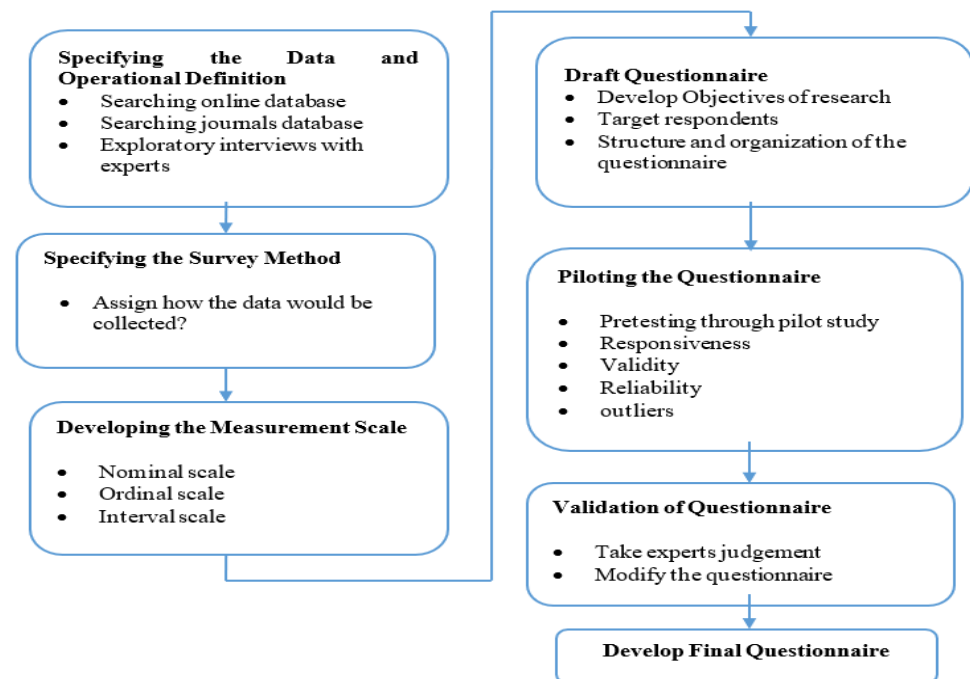 Specifying the Data and
Operational Definition
• Searching online database
• Searching journals database
• Exploratory interviews with
experts
Specifying the Survey Method
• Assign how the data would be
collected?
Developing the Measurement Scale
• Nominal scale
• Ordinal scale
• Interval scale
Draft Questionnaire
• Develop Objectives of research
• Target respondents
• Structure and organization of the
questionnaire
Piloting the Questionnaire
• Pretesting through pilot study
• Responsiveness
• Validity
• Reliability
• outliers
Validation of Questionnaire
• Take experts judgement
• Modify the questionnaire
Develop Final Questionnaire